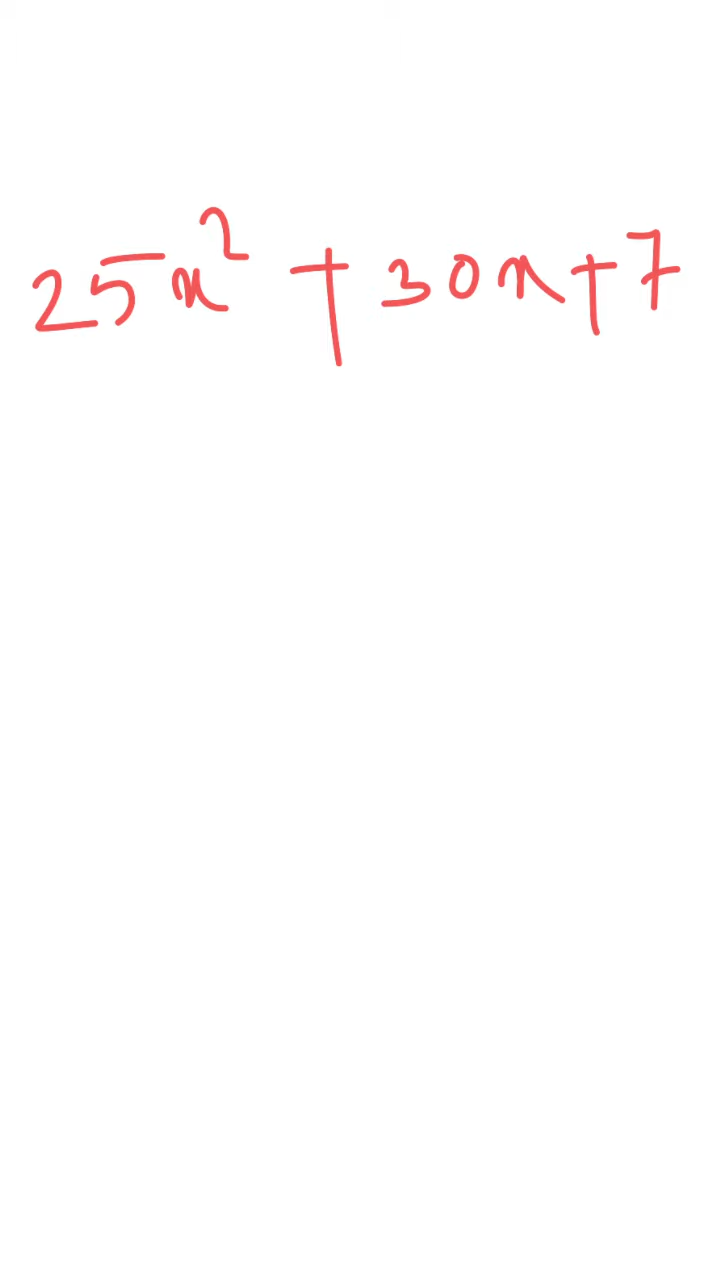 25x² + 30x + 7